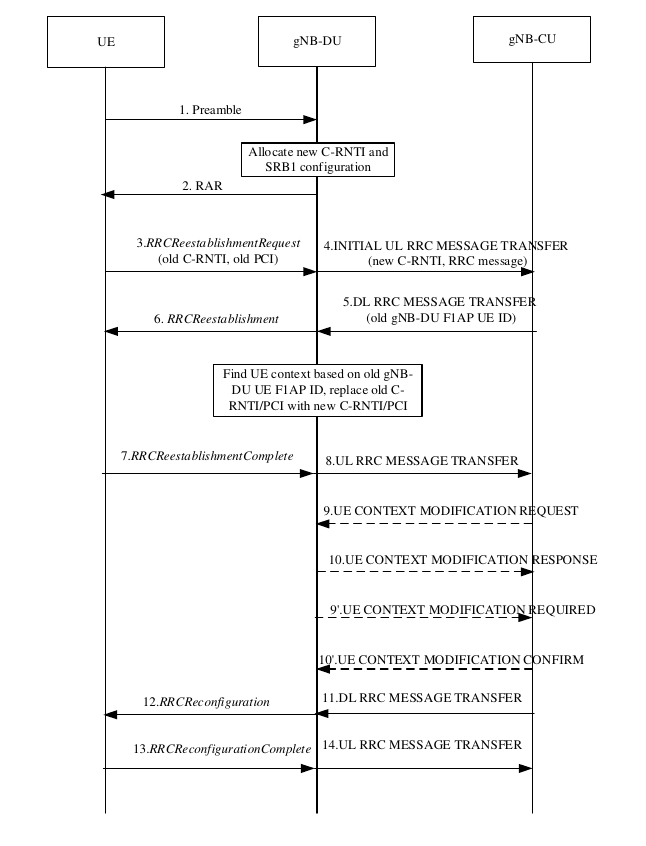 UE
gNB-DU
gNB-CU
1. Preamble
Allocate new C-RNTI and
SRB1 configuration
2. RAR
3.RRCReestablishmentRequest
(old C-RNTI, old PCI)
4.INITIAL UL RRC MESSAGE TRANSFER
(new C-RNTI, RRC message)
5.DL RRC MESSAGE TRANSFER
(old gNB-DU F1AP UE ID)
6. RRCReestablishment
Find UE context based on old gNB-
DU UE F1AP ID, replace old C-
RNTI/PCI with new C-RNTI/PCI
7.RRCReestablishmentComplete
8.UL RRC MESSAGE TRANSFER
9.UE CONTEXT MODIFICATION REQUEST
10.UE CONTEXT MODIFICATION RESPONSE
9'.UE CONTEXT MODIFICATION REQUIRED
10'.UE CONTEXT MODIFICATION CONFIRM
11.DL RRC MESSAGE TRANSFER
12.RRCReconfiguration
13.RRCReconfigurationComplete
14.UL RRC MESSAGE TRANSFER